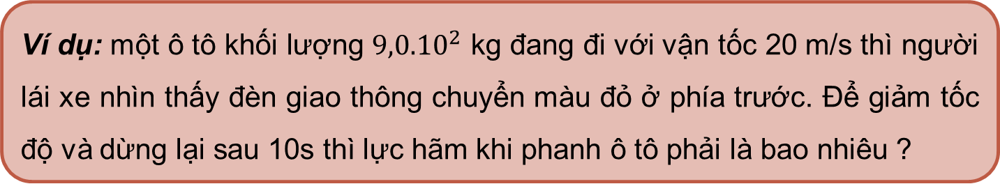 Ví dụ: một ô tô khối lượng 9,0.10² kg đang đi với vận tốc 20 m/s thì người
lái xe nhìn thấy đèn giao thông chuyển màu đỏ ở phía trước. Để giảm tốc
độ và dừng lại sau 10s thì lực hãm khi phanh ô tô phải là bao nhiêu ?